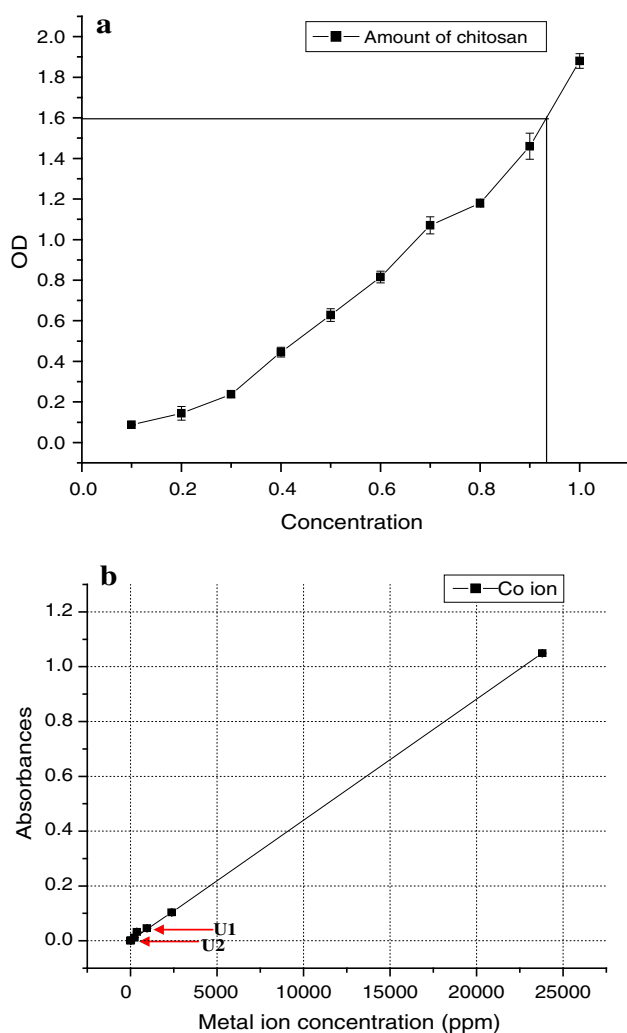 a
Amount of chitosan
2.0
1.8
1.6
1.4
1.2
1.0
0.8
0.6
0.4
0.2
0.0
OD
0.0 0.2 0.4 0.6 0.8 1.0
Concentration
b
Co ion
1.2
1.0
0.8
0.6
0.4
0.2
0.0
Absorbances
U1
U2
0 5000 10000 15000 20000 25000
Metal ion concentration (ppm)